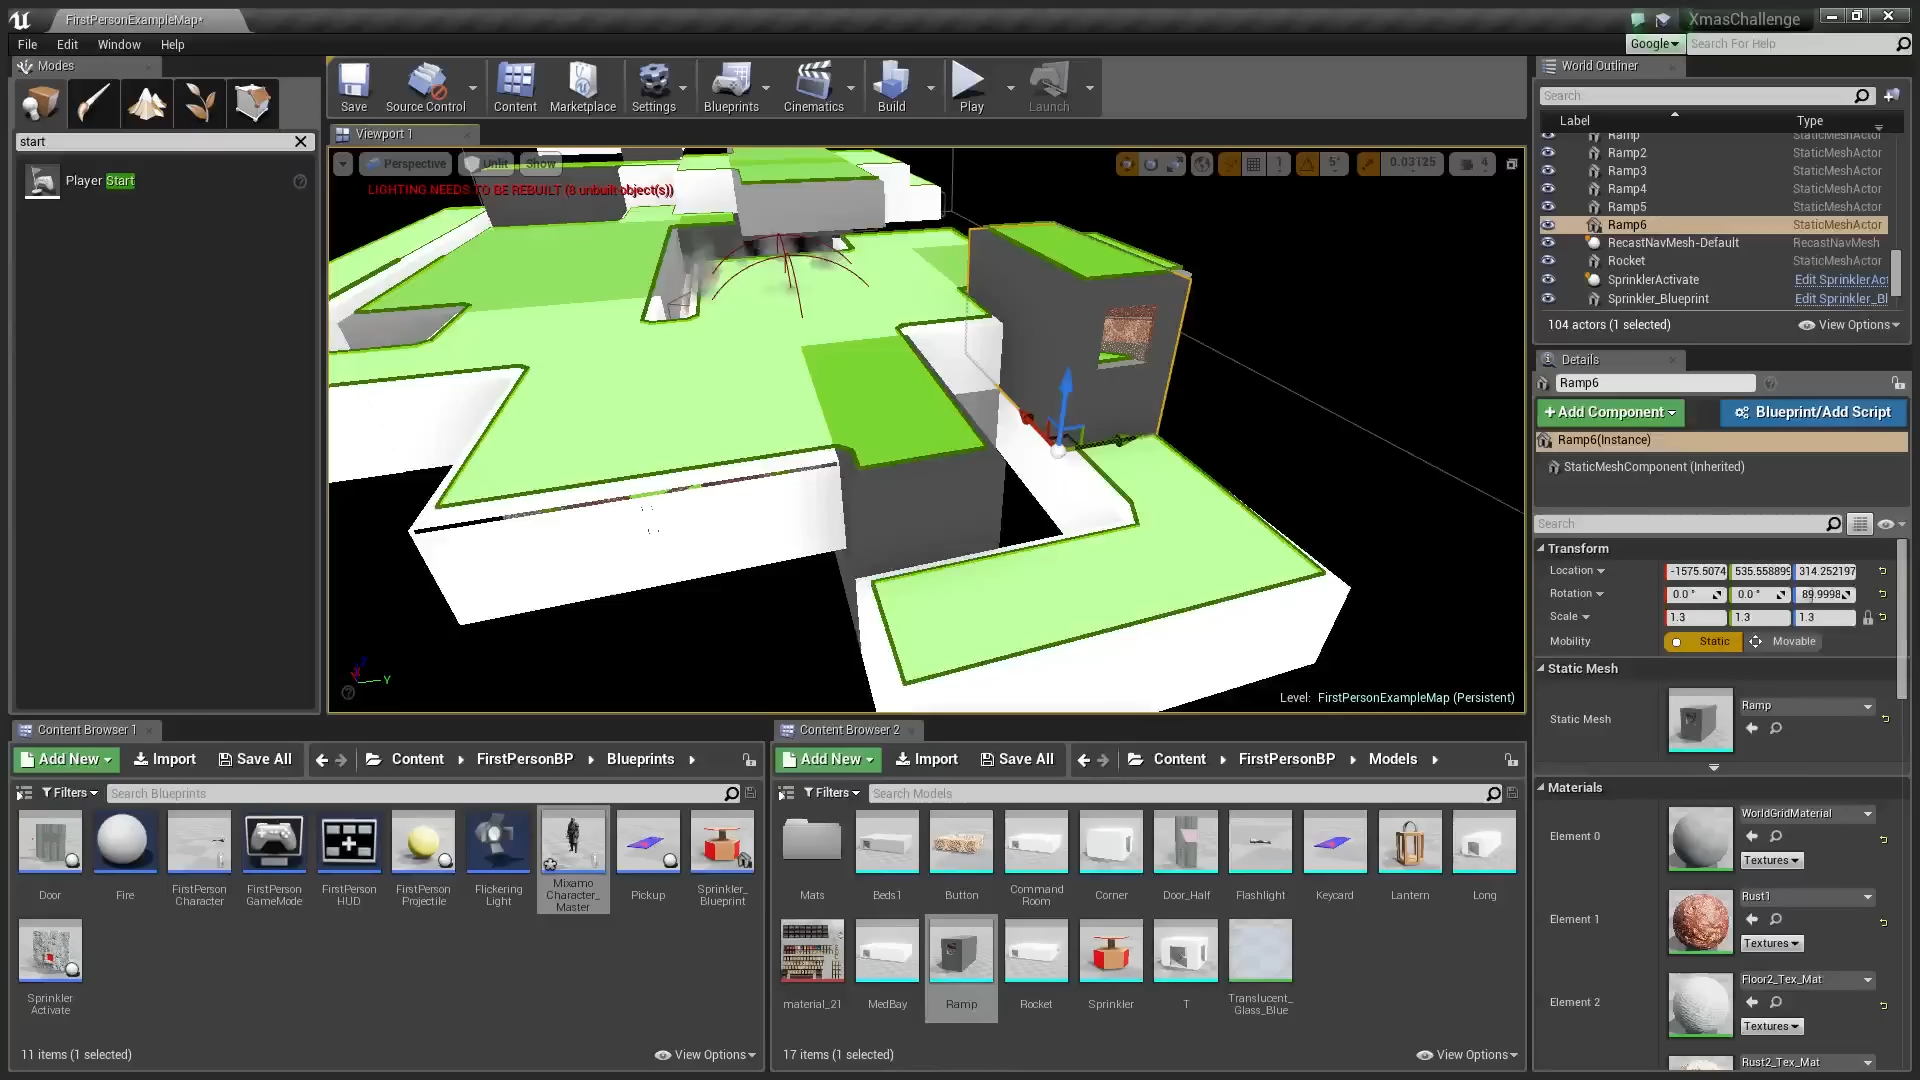 FirstPersonExampleMap*
XmasChallenge
File Edit Window Help
Google
Search For Help
Modes
start
Player Start
Save
Source Control
Content
Marketplace
Settings
Blueprints
Cinematics
Build
Play
Launch
Viewport 1
Perspective
Unlit
Show
1
5°
0.03125
4
LIGHTING NEEDS TO BE REBUILT (8 unbuilt object(s))
Y
Level: FirstPersonExampleMap (Persistent)
World Outliner
Search
Label Type
Ramp StaticMeshActor
Ramp2 StaticMeshActor
Ramp3 StaticMeshActor
Ramp4 StaticMeshActor
Ramp5 StaticMeshActor
Ramp6 StaticMeshActor
RecastNavMesh-Default RecastNavMesh
Rocket StaticMeshActor
SprinklerActivate Edit SprinklerAct
Sprinkler_Blueprint Edit Sprinkler_Bl
104 actors (1 selected)
View Options
Details
Ramp6
+Add Component
Blueprint/Add Script
Ramp6(Instance)
StaticMeshComponent (Inherited)
Search
Transform
Location -1575.5074 535.558899 314.252197
Rotation 0.0 ° 0.0 ° 89.9998
Scale 1.3 1.3 1.3
Mobility Static Movable
Static Mesh
Static Mesh
Ramp
Materials
Element 0
WorldGridMaterial
Textures
Element 1
Rust1
Textures
Element 2
Floor2_Tex_Mat
Textures
Rust2_Tex_Mat
Content Browser 1
Add New
Import
Save All
Content FirstPersonBP Blueprints
Filters
Search Blueprints
Door
Fire
FirstPerson
Character
FirstPerson
GameMode
FirstPerson
HUD
FirstPerson
Projectile
Flickering
Light
Mixamo
Character_
Master
Pickup
Sprinkler_
Blueprint
Sprinkler
Activate
11 items (1 selected)
View Options
Content Browser 2
Add New
Import
Save All
Content FirstPersonBP Models
Filters
Search Models
Mats
Beds1
Button
Command
Room
Corner
Door_Half
Flashlight
Keycard
Lantern
Long
material_21
MedBay
Ramp
Rocket
Sprinkler
T
Translucent_
Glass_Blue
17 items (1 selected)
View Options